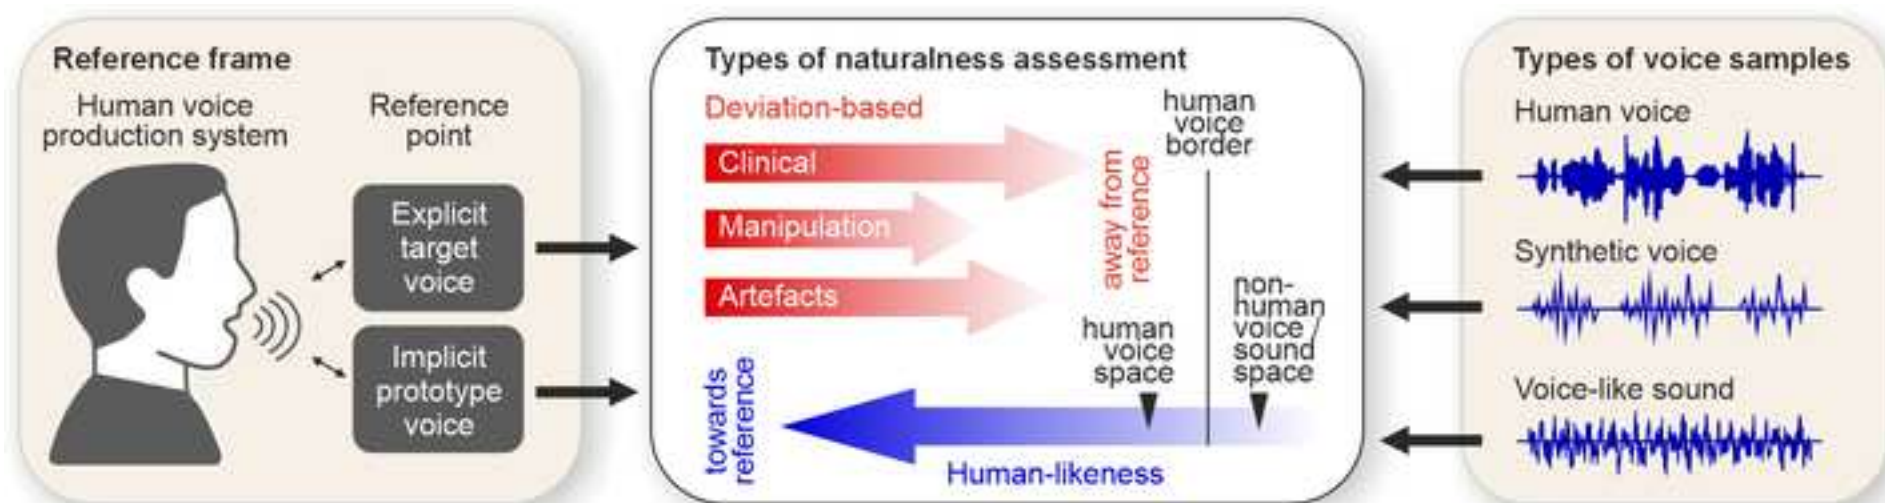 Reference frame
Human voice
production system
Reference
point
Explicit
target
voice
Implicit
prototype
voice
Types of naturalness assessment
Deviation-based
Clinical
Manipulation
Artefacts
away from
reference
human
voice
border
human
voice
space
non-
human
voice
sound/
space
towards
reference
Human-likeness
Types of voice samples
Human voice
Synthetic voice
Voice-like sound